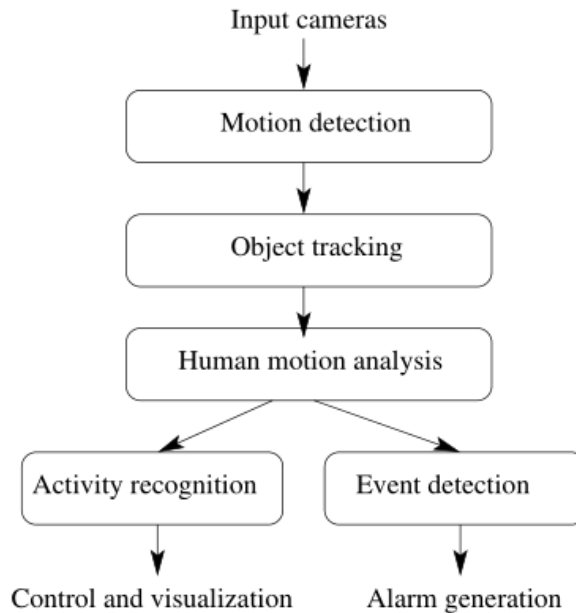 Input cameras
Motion detection
Object tracking
Human motion analysis
Activity recognition
Event detection
Control and visualization
Alarm generation